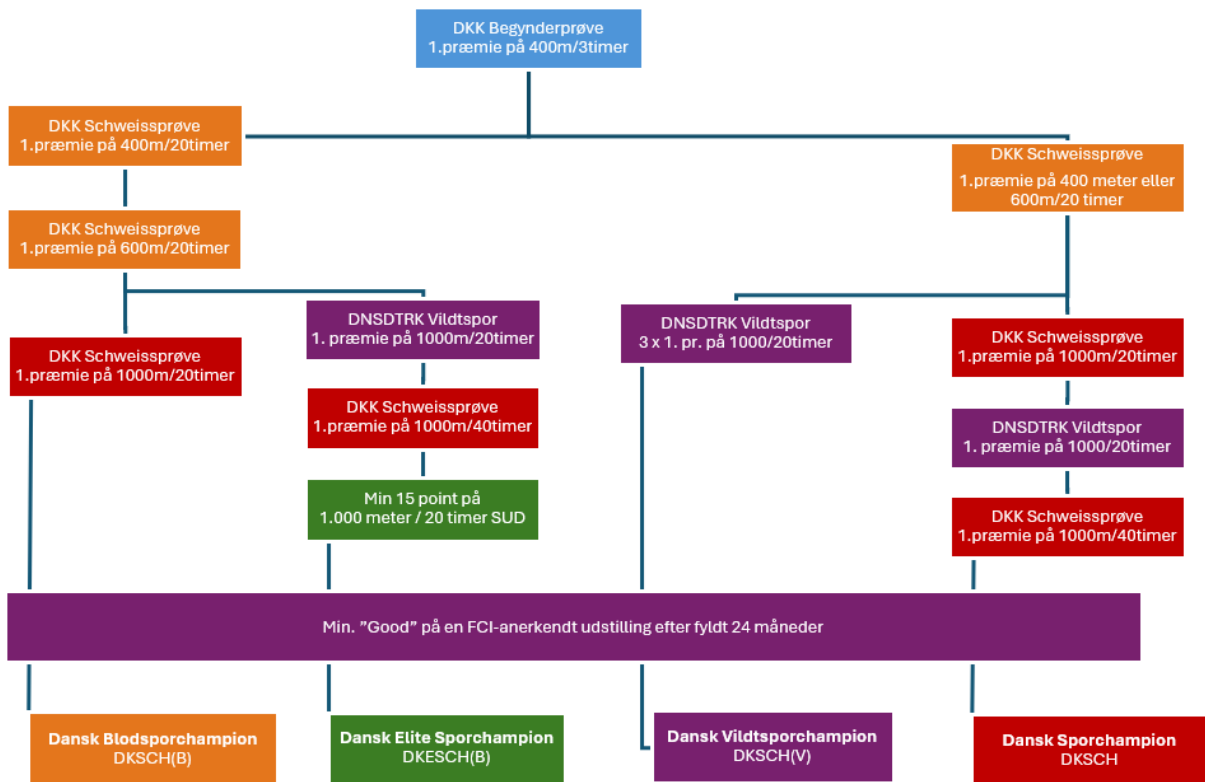 DKK Begynderprøve
1.præmie på 400m/3timer
DKK Schweissprøve
1.præmie på 400m/20timer
DKK Schweissprøve
1.præmie på 400 meter eller
600m/20 timer
DKK Schweissprøve
1.præmie på 600m/20timer
DNSDTRK Vildtspor
1. præmie på 1000m/20timer
DNSDTRK Vildtspor
3 x 1. pr. på 1000/20timer
DKK Schweissprøve
1.præmie på 1000m/20timer
DKK Schweissprøve
1.præmie på 1000m/20timer
DKK Schweissprøve
1.præmie på 1000m/40timer
DNSDTRK Vildtspor
1. præmie på 1000/20timer
Min 15 point på
1.000 meter / 20 timer SUD
DKK Schweissprøve
1.præmie på 1000m/40timer
Min. ”Good” på en FCI-anerkendt udstilling efter fyldt 24 måneder
Dansk Blodsporchampion
DKSCH(B)
Dansk Elite Sporchampion
DKESCH(B)
Dansk Vildtsporchampion
DKSCH(V)
Dansk Sporchampion
DKSCH